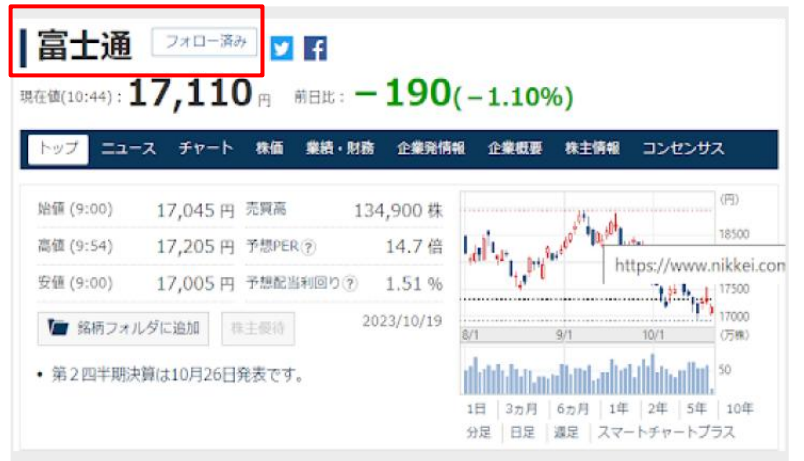 富士通 フォロー済み
現在値(10:44): 17,110 円 前日比: −190(−1.10%)
トップ ニュース チャート 株価 業績・財務 企業発情報 企業概要 株主情報 コンセンサス
始値 (9:00) 17,045 円 売買高 134,900 株
高値 (9:54) 17,205 円 予想PER ? 14.7 倍
安値 (9:00) 17,005 円 予想配当利回り ? 1.51 %
銘柄フォルダに追加 株主優待 2023/10/19
• 第2四半期決算は10月26日発表です。
(円)
18500
https://www.nikkei.com
17500
17000
8/1 9/1 10/1 (万株)
50
1日 3ヵ月 6ヵ月 1年 2年 5年 10年
分足 日足 週足 スマートチャートプラス